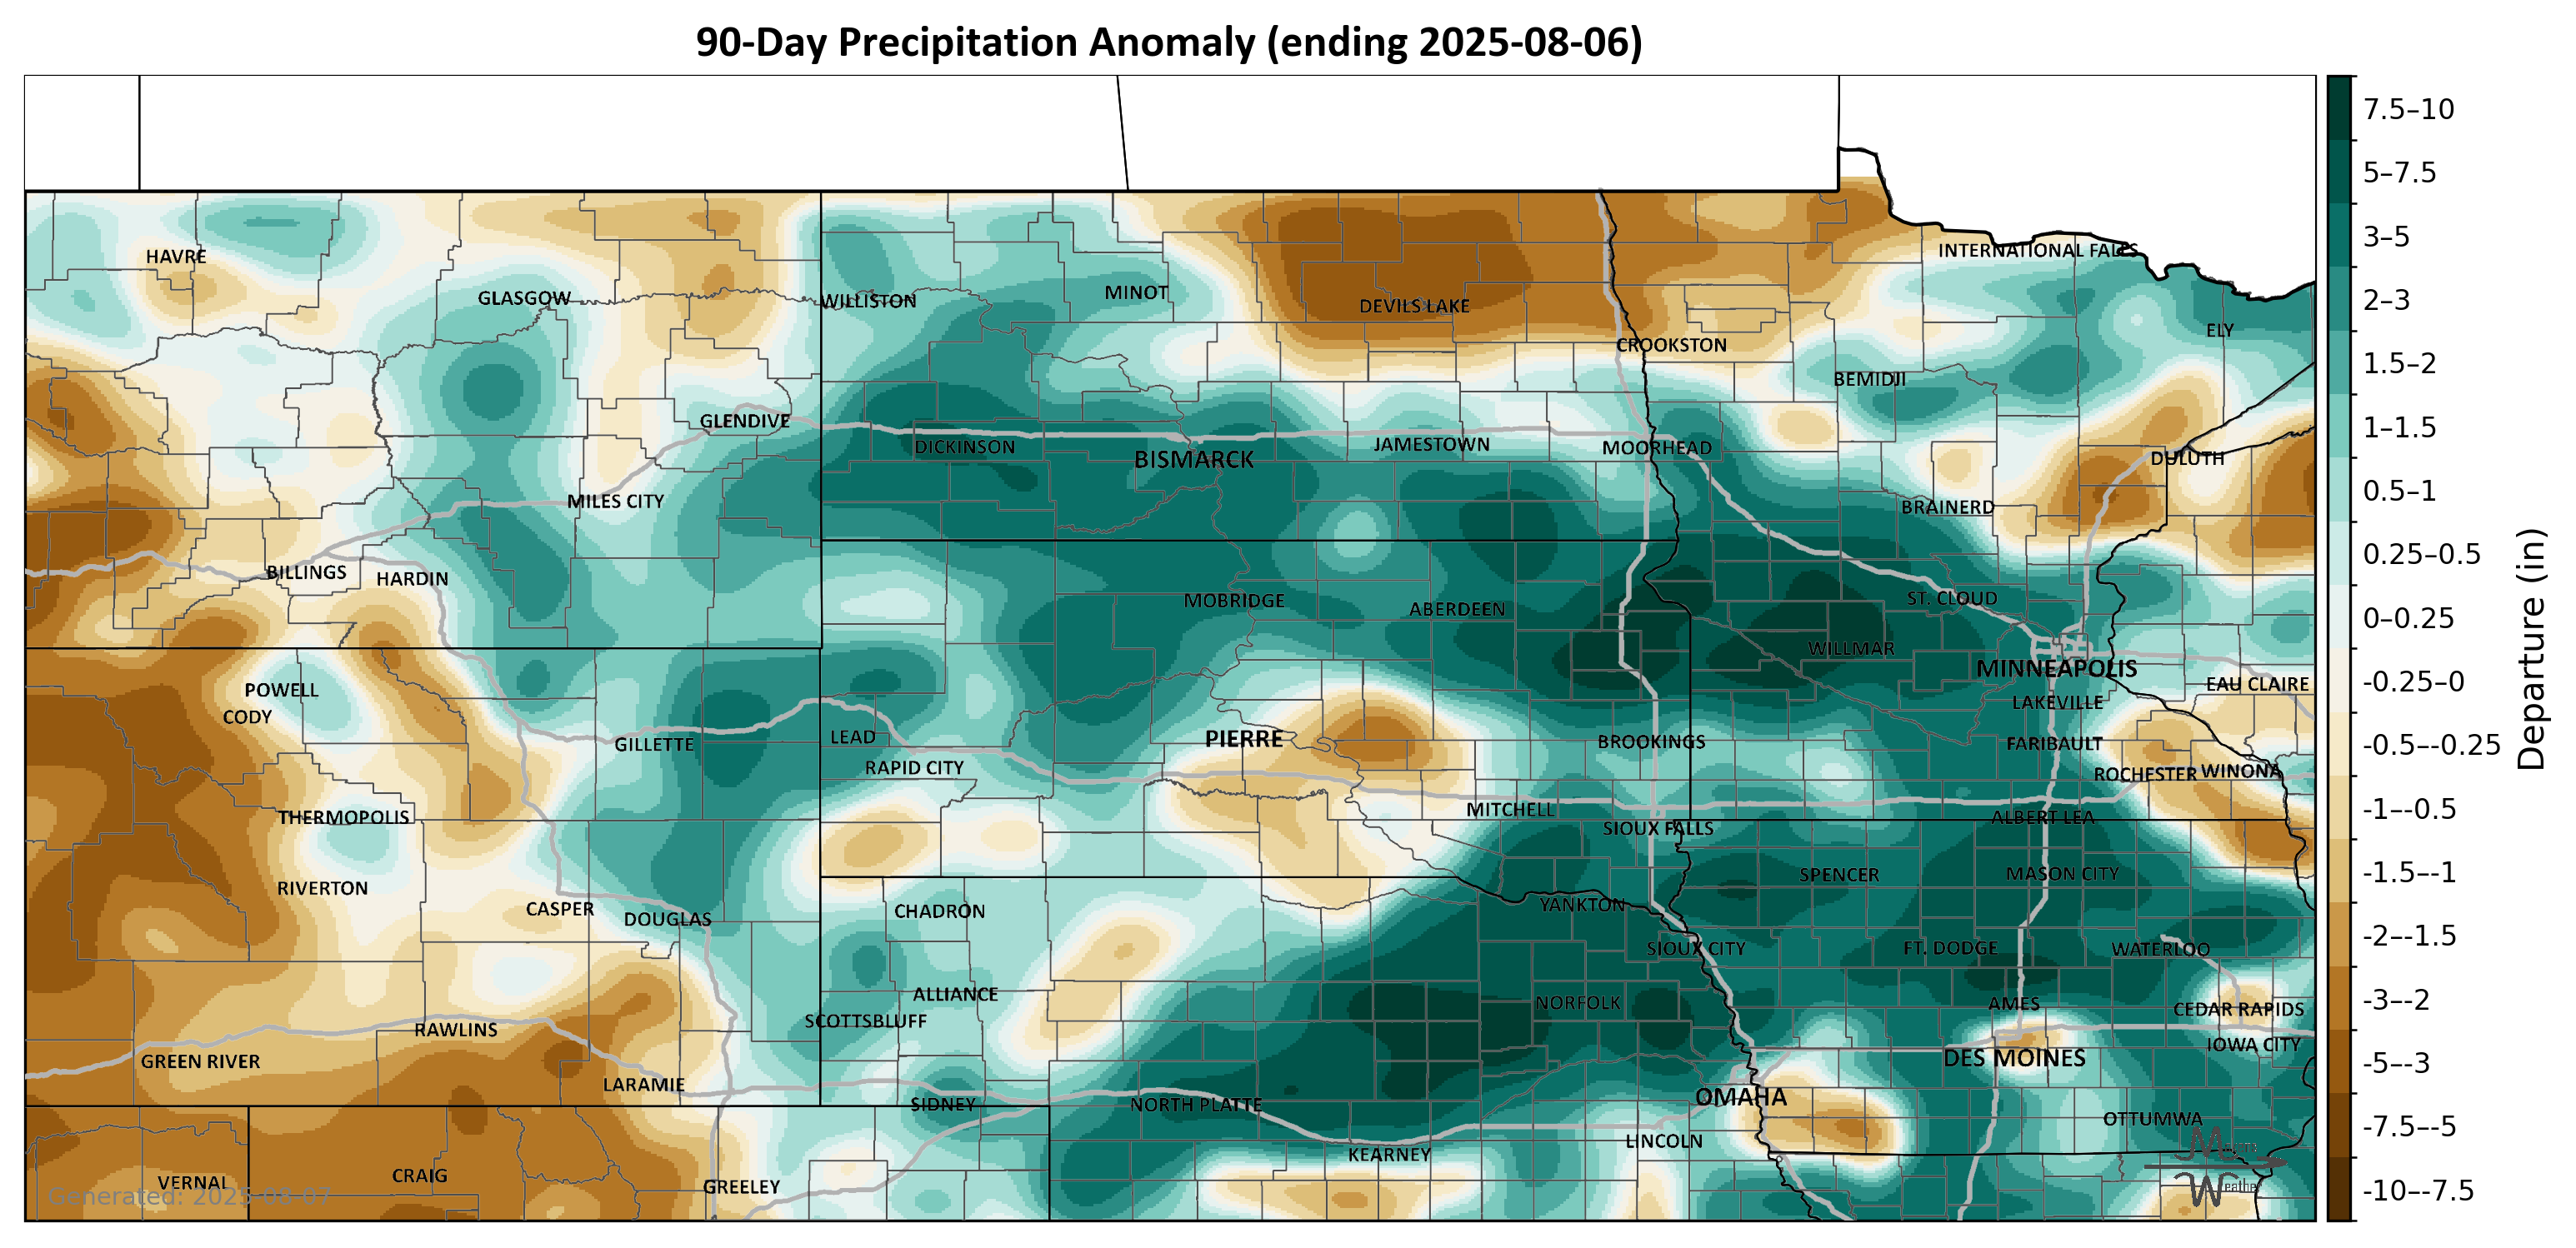 90-Day Precipitation Anomaly (ending 2025-08-06)
7.5–10
5–7.5
3–5
2–3
1.5–2
1–1.5
0.5–1
0.25–0.5
0–0.25
-0.25–0
-0.5–-0.25
-1–-0.5
-1.5–-1
-2–-1.5
-3–-2
-5–-3
-7.5–-5
-10–-7.5
Departure (in)
HAVRE
INTERNATIONAL FALLS
GLASGOW
WILLISTON
MINOT
DEVILS LAKE
ELY
CROOKSTON
BEMIDJI
GLENDIVE
DICKINSON
BISMARCK
JAMESTOWN
MOORHEAD
DULUTH
MILES CITY
BRAINERD
BILLINGS
HARDIN
MOBRIDGE
ABERDEEN
ST. CLOUD
WILLMAR
MINNEAPOLIS
POWELL
EAU CLAIRE
CODY
LAKEVILLE
GILLETTE
LEAD
PIERRE
BROOKINGS
FARIBAULT
RAPID CITY
ROCHESTER
WINONA
THERMOPOLIS
MITCHELL
ALBERT LEA
SIOUX FALLS
RIVERTON
SPENCER
MASON CITY
CASPER
DOUGLAS
CHADRON
YANKTON
SIOUX CITY
FT. DODGE
WATERLOO
ALLIANCE
NORFOLK
AMES
CEDAR RAPIDS
SCOTTSBLUFF
RAWLINS
IOWA CITY
GREEN RIVER
DES MOINES
LARAMIE
SIDNEY
NORTH PLATTE
OMAHA
OTTUMWA
LINCOLN
KEARNEY
VERNAL
CRAIG
GREELEY
Generated: 2025-08-07